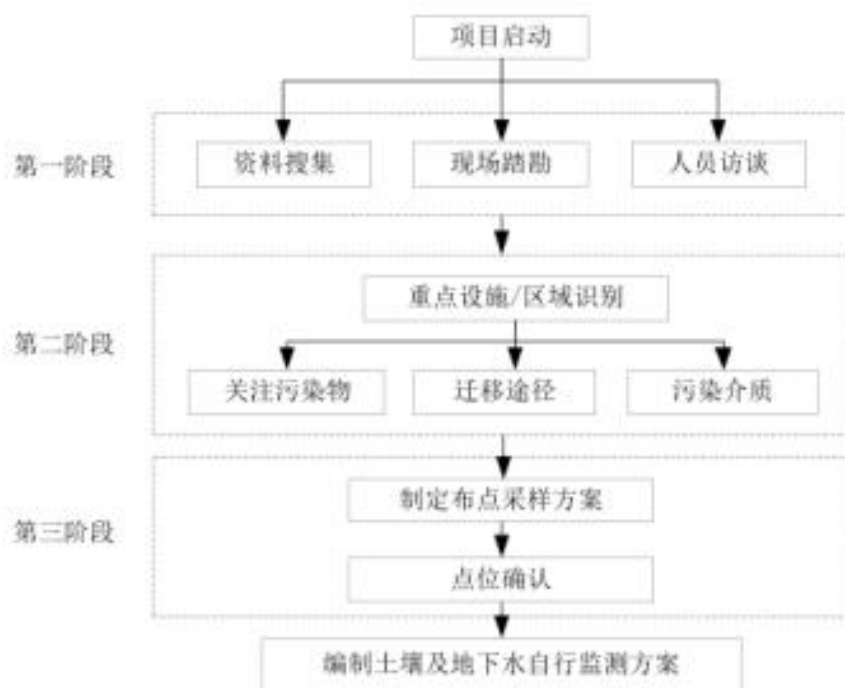 项目启动
第一阶段
资料搜集
现场踏勘
人员访谈
重点设施/区域识别
第二阶段
关注污染物
迁移途径
污染介质
制定布点采样方案
第三阶段
点位确认
编制土壤及地下水自行监测方案